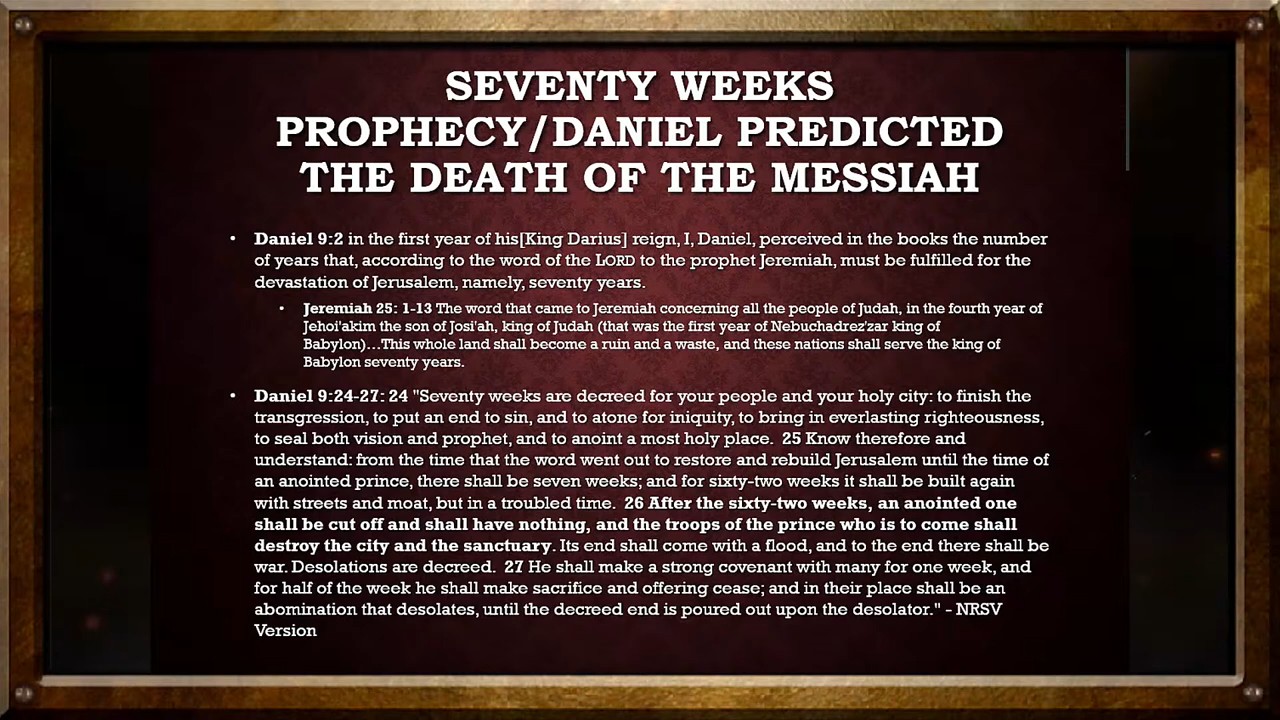 SEVENTY WEEKS
PROPHECY/DANIEL PREDICTED
THE DEATH OF THE MESSIAH
• Daniel 9:2 in the first year of his[King Darius] reign, I, Daniel, perceived in the books the number
of years that, according to the word of the LORD to the prophet Jeremiah, must be fulfilled for the
devastation of Jerusalem, namely, seventy years.
• Jeremiah 25: 1-13 The word that came to Jeremiah concerning all the people of Judah, in the fourth year of
Jehoi'akim the son of Josi'ah, king of Judah (that was the first year of Nebuchadrez'zar king of
Babylon)...This whole land shall become a ruin and a waste, and these nations shall serve the king of
Babylon seventy years.
• Daniel 9:24-27: 24 "Seventy weeks are decreed for your people and your holy city: to finish the
transgression, to put an end to sin, and to atone for iniquity, to bring in everlasting righteousness,
to seal both vision and prophet, and to anoint a most holy place. 25 Know therefore and
understand: from the time that the word went out to restore and rebuild Jerusalem until the time of
an anointed prince, there shall be seven weeks; and for sixty-two weeks it shall be built again
with streets and moat, but in a troubled time. 26 After the sixty-two weeks, an anointed one
shall be cut off and shall have nothing, and the troops of the prince who is to come shall
destroy the city and the sanctuary. Its end shall come with a flood, and to the end there shall be
war. Desolations are decreed. 27 He shall make a strong covenant with many for one week, and
for half of the week he shall make sacrifice and offering cease; and in their place shall be an
abomination that desolates, until the decreed end is poured out upon the desolator." - NRSV
Version